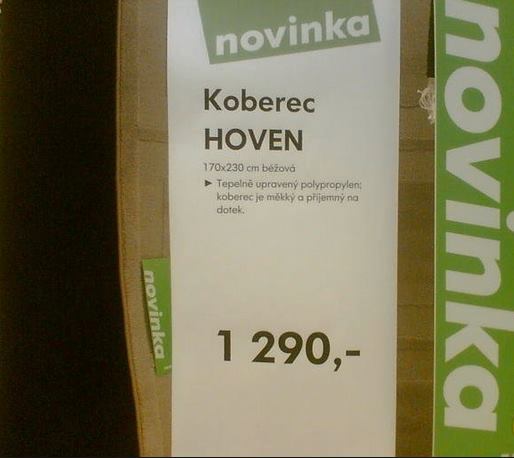 novinka
Koberec
HOVEN
170x230 cm béžová
► Tepelně upravený polypropylen;
koberec je měkký a příjemný na
dotek.
1 290,-
novinka
novinka